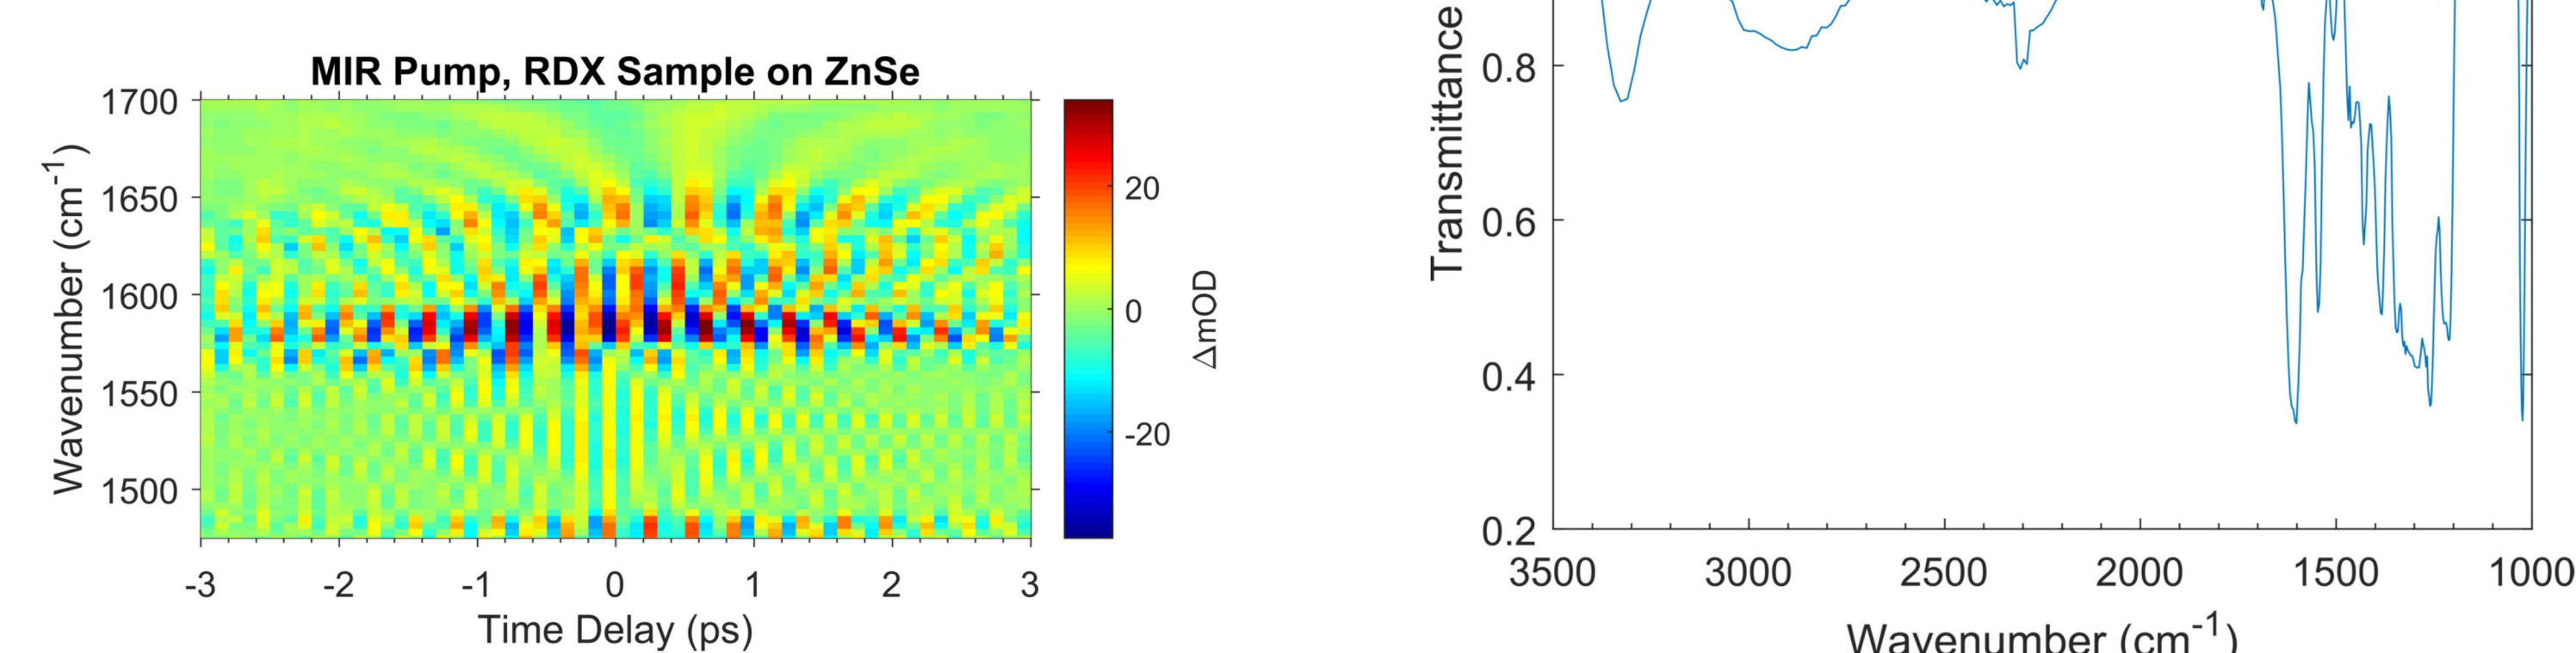 MIR Pump, RDX Sample on ZnSe
1700
1650
1600
1550
1500
Wavenumber (cm-1)
-3 -2 -1 0 1 2 3
Time Delay (ps)
20
0
-20
ΔmOD
Transmittance
0.8
0.6
0.4
0.2
3500 3000 2500 2000 1500 1000
Wavenumber (cm-1)